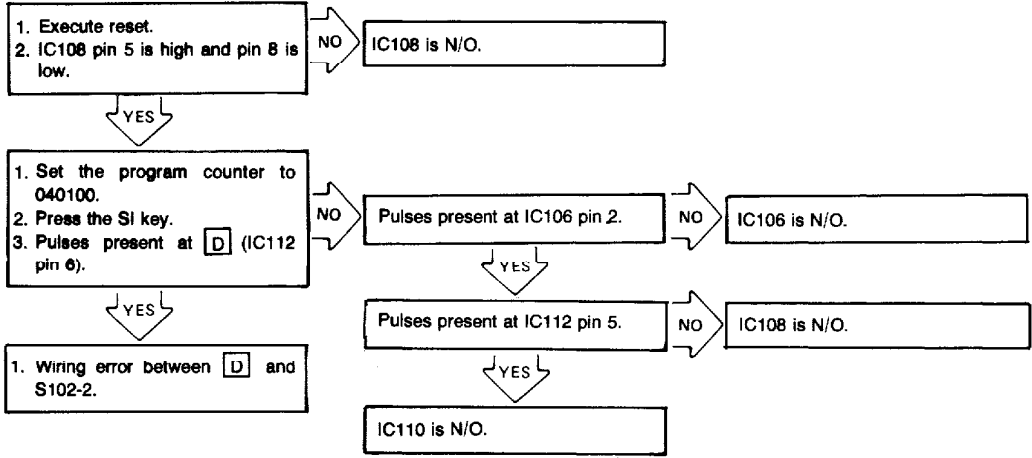 1. Execute reset.
2. IC108 pin 5 is high and pin 8 is
low.
NO
IC108 is N/O.
YES
1. Set the program counter to
040100.
2. Press the SI key.
3. Pulses present at D (IC112
pin 6).
NO
Pulses present at IC106 pin 2.
NO
IC106 is N/O.
YES
YES
Pulses present at IC112 pin 5.
NO
IC108 is N/O.
1. Wiring error between D and
S102-2.
YES
IC110 is N/O.